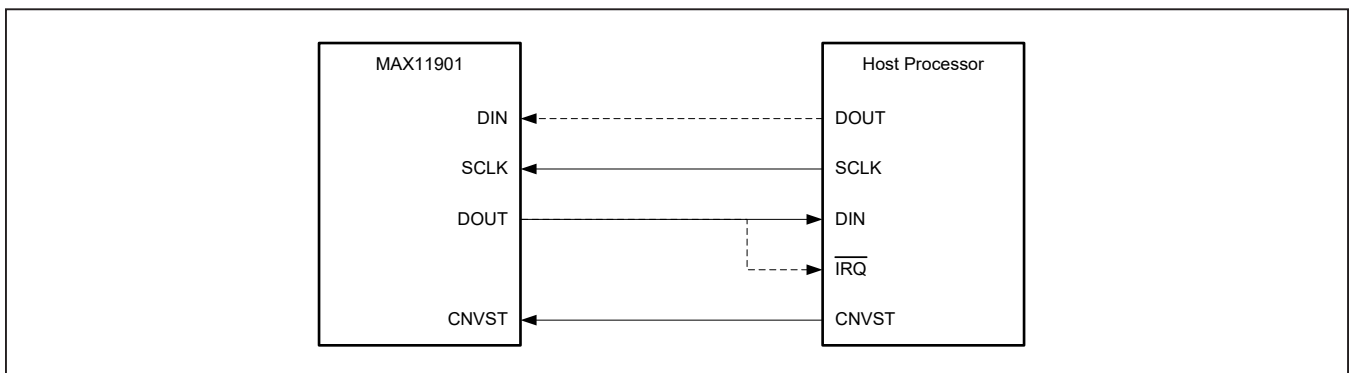 MAX11901
Host Processor
DIN
DOUT
SCLK
SCLK
DOUT
DIN
IRQ
CNVST
CNVST